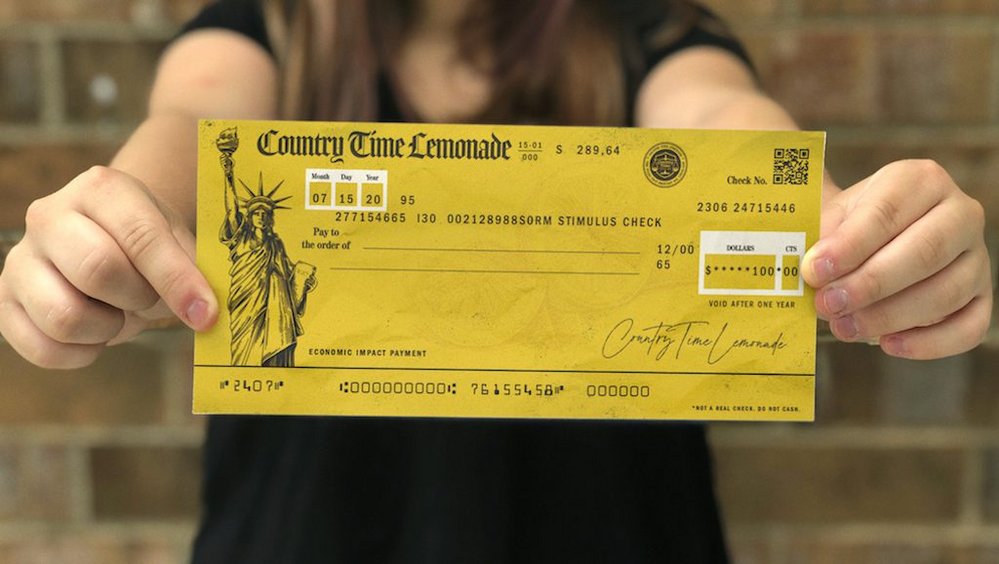 Country Time Lemonade 15-01 000 $ 289,64
Month Day Year
07 15 20 95
Check No.
2306 24715446
277154665 I30 002128988SORM STIMULUS CHECK
Pay to
the order of
12/00
65
DOLLARS CTS
$*****100*00
VOID AFTER ONE YEAR
Country Time Lemonade
ECONOMIC IMPACT PAYMENT
⑈2407⑈ ⑆000000000⑆ 76155458⑈ 000000
*NOT A REAL CHECK. DO NOT CASH.